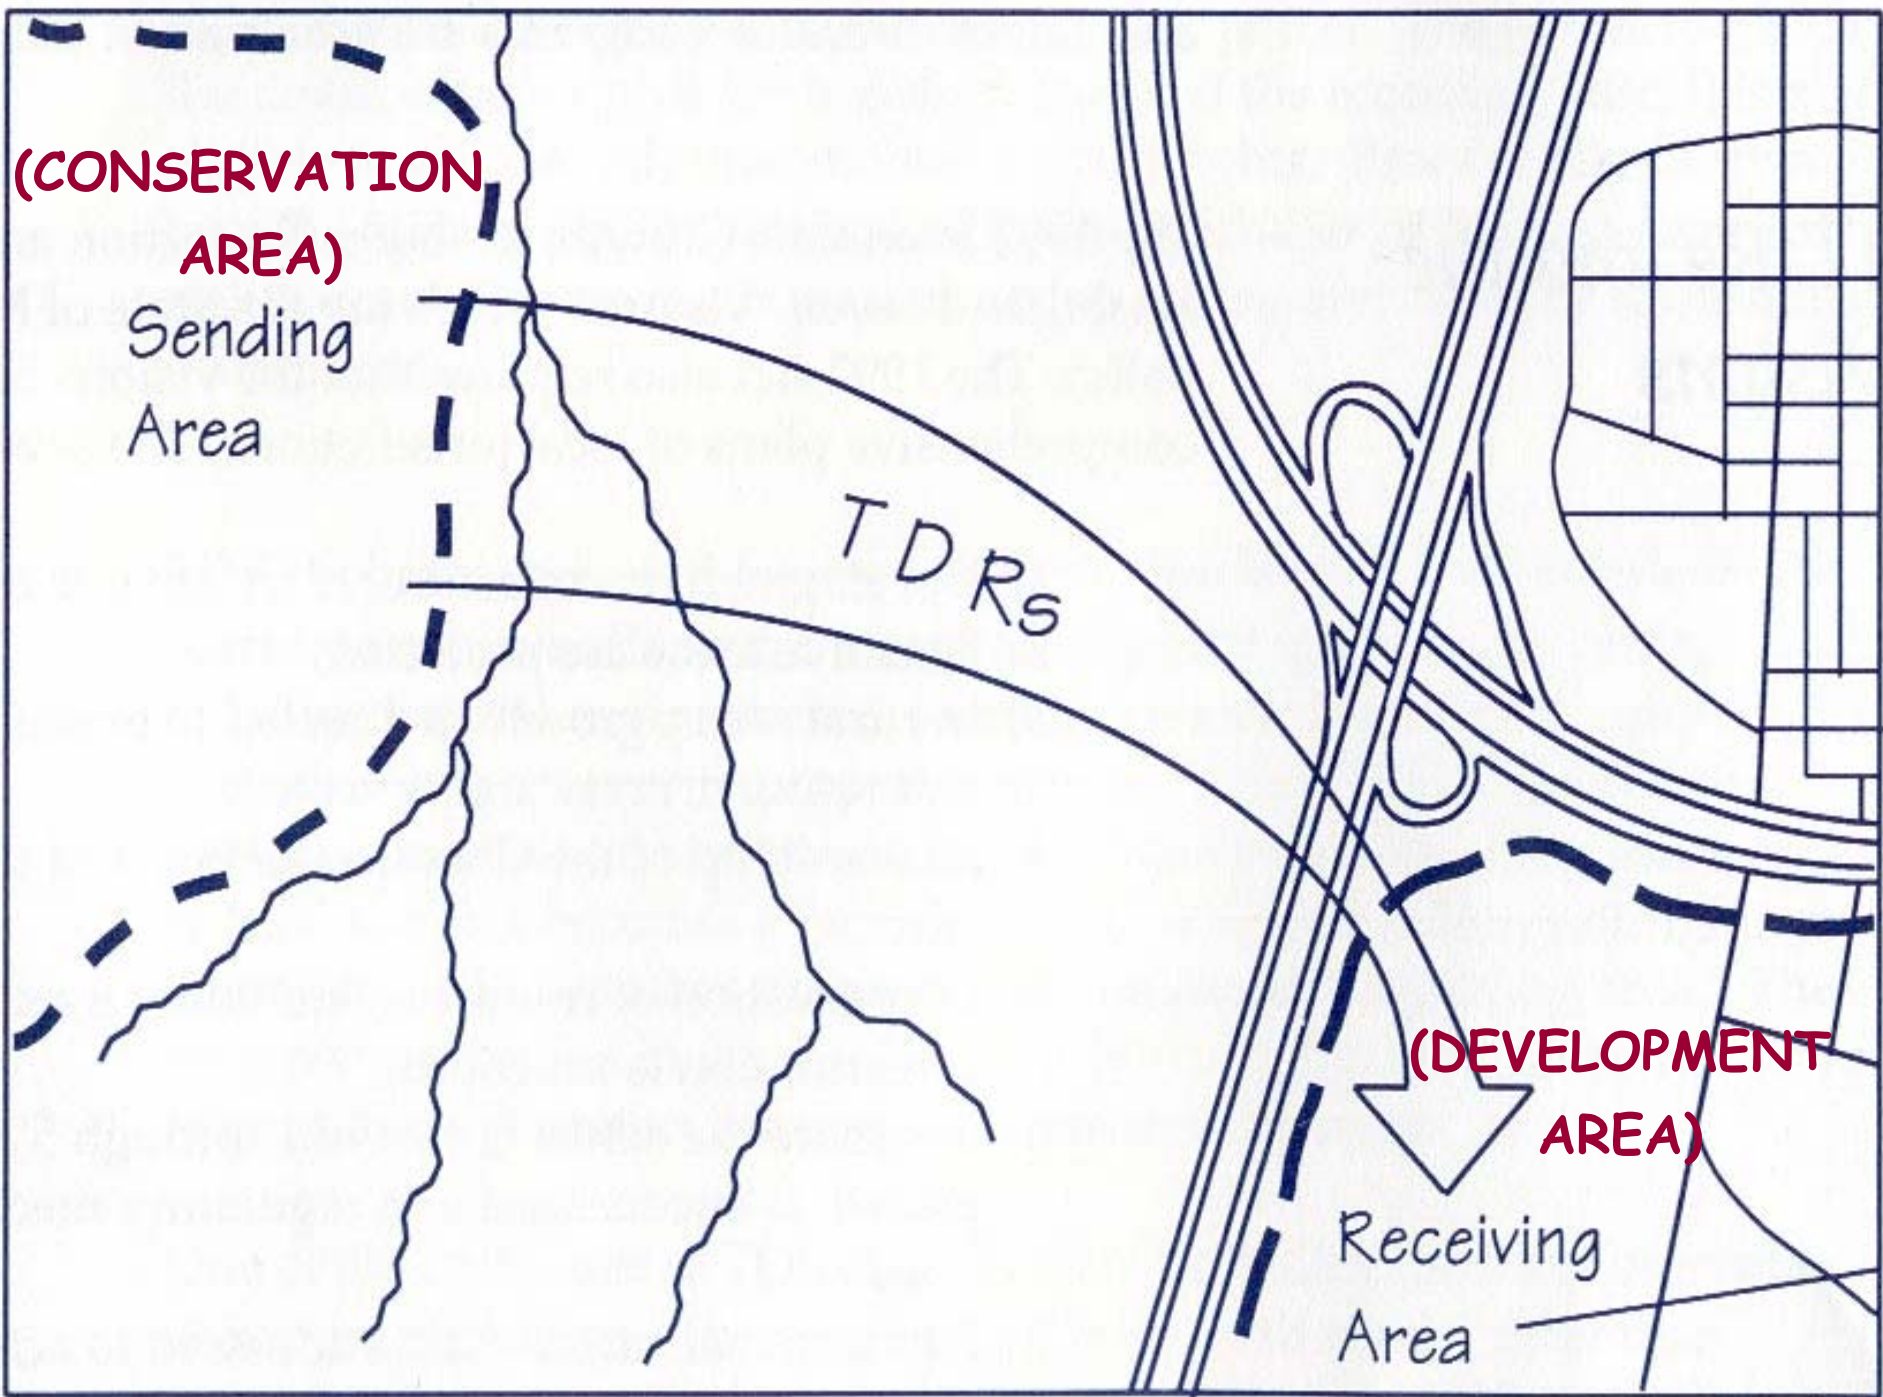 (CONSERVATION
AREA)
Sending
Area
TDRs
(DEVELOPMENT
AREA)
Receiving
Area